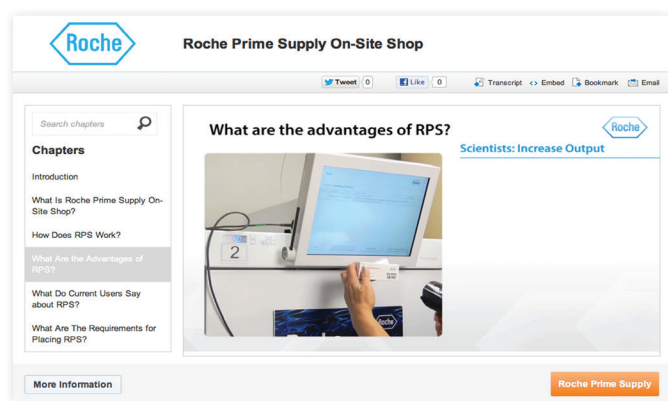 Roche
Roche Prime Supply On-Site Shop
Tweet 0
Like 0
Transcript
Embed
Bookmark
Email
Search chapters
Chapters
Introduction
What Is Roche Prime Supply On-
Site Shop?
How Does RPS Work?
What Are the Advantages of
RPS?
What Do Current Users Say
about RPS?
What Are The Requirements for
Placing RPS?
What are the advantages of RPS?
Roche
Scientists: Increase Output
2
Roche
More Information
Roche Prime Supply